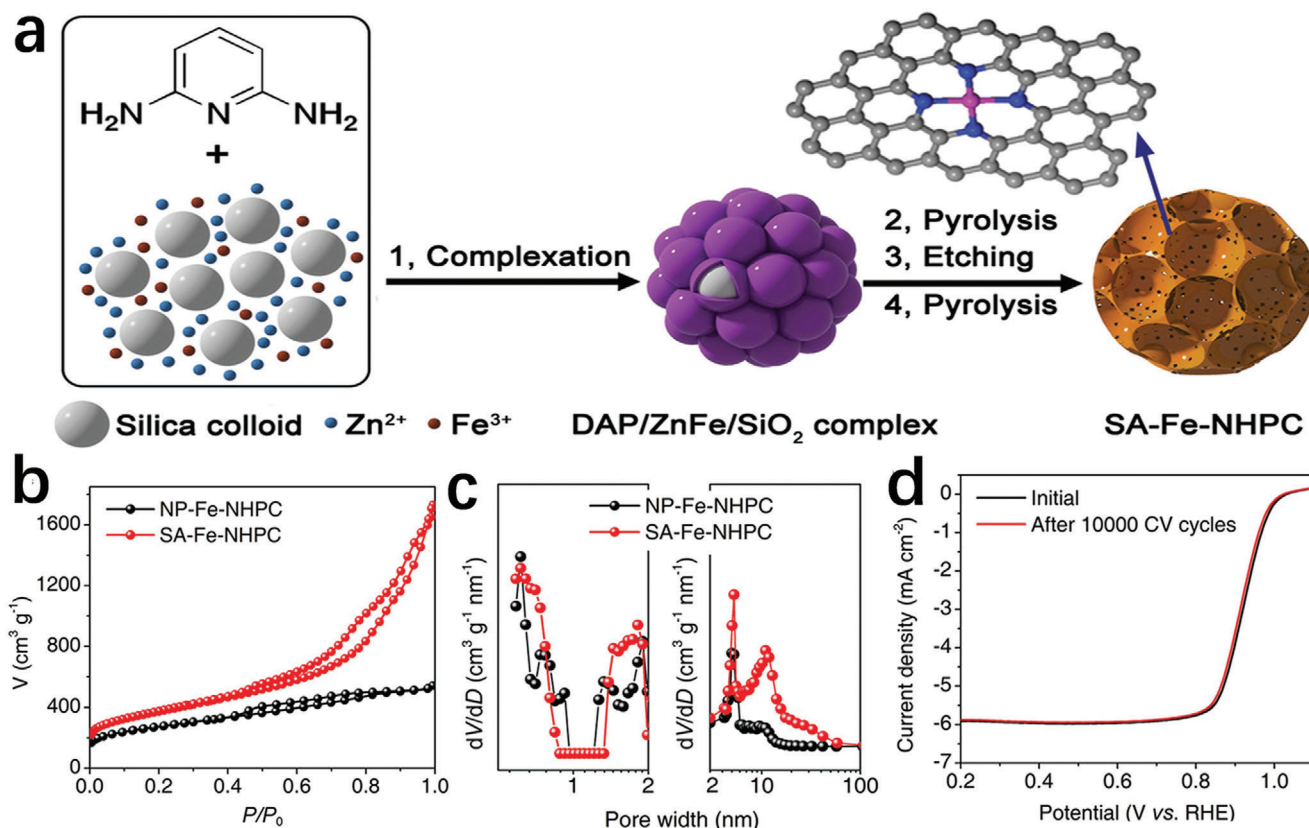 a
H₂N N NH₂
+
1, Complexation
2, Pyrolysis
3, Etching
4, Pyrolysis
Silica colloid Zn²⁺ Fe³⁺ DAP/ZnFe/SiO₂ complex SA-Fe-NHPC
b
NP-Fe-NHPC
SA-Fe-NHPC
V (cm³ g⁻¹)
1600
1200
800
400
0
0.0 0.2 0.4 0.6 0.8 1.0
P/P₀
c
NP-Fe-NHPC
SA-Fe-NHPC
dV/dD (cm³ g⁻¹ nm⁻¹)
dV/dD (cm³ g⁻¹ nm⁻¹)
1 2 2 10 100
Pore width (nm)
d
Initial
After 10000 CV cycles
Current density (mA cm⁻²)
0
-1
-2
-3
-4
-5
-6
-7
0.2 0.4 0.6 0.8 1.0
Potential (V vs. RHE)